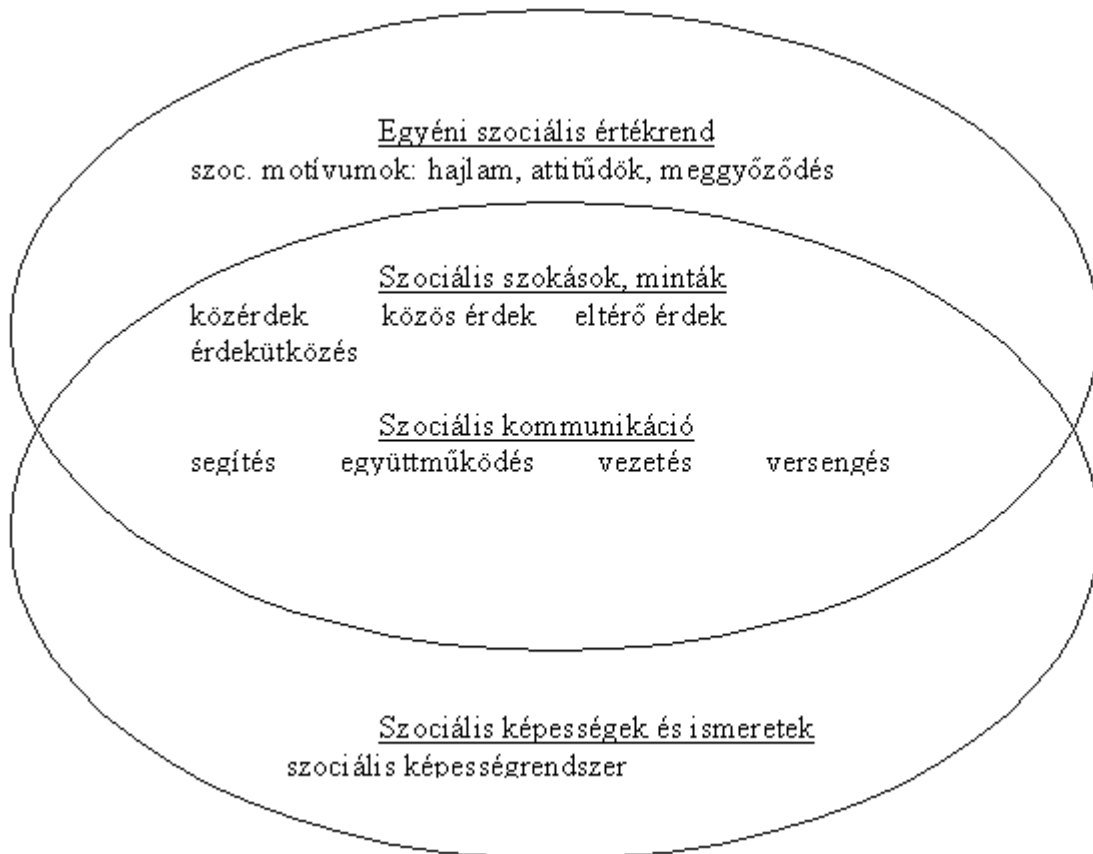 Egyéni szociális értékrend
szoc. motívumok: hajlam, attitűdök, meggyőződés
Szociális szokások, minták
közérdek közös érdek eltérő érdek
érdekütközés
Szociális kommunikáció
segítés együttműködés vezetés versengés
Szociális képességek és ismeretek
szociális képességrendszer